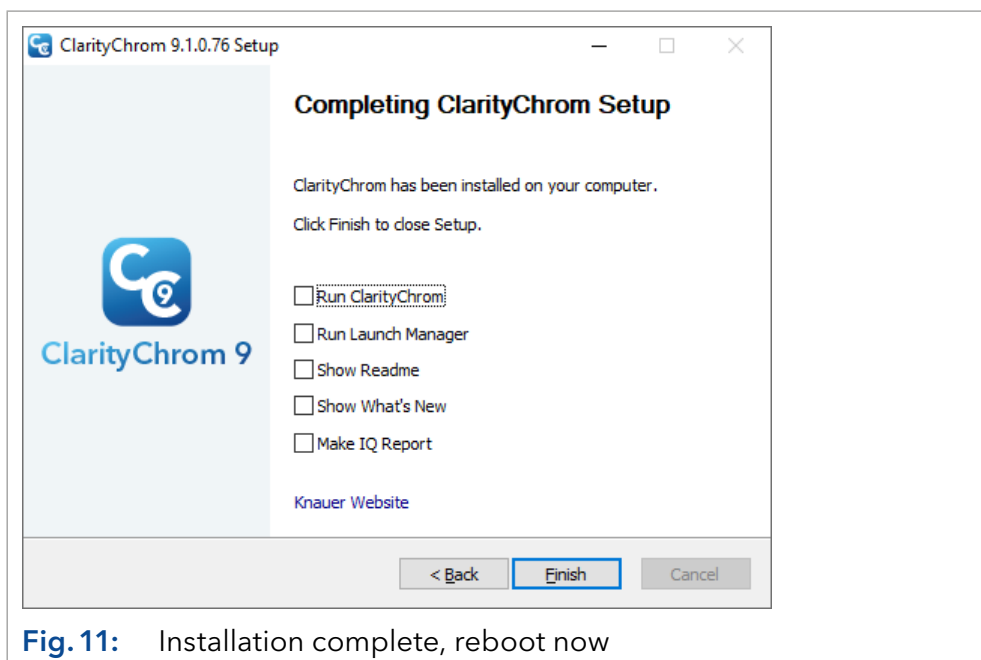 ClarityChrom 9.1.0.76 Setup
Completing ClarityChrom Setup
ClarityChrom has been installed on your computer.
Click Finish to close Setup.
CC9
ClarityChrom 9
Run ClarityChrom
Run Launch Manager
Show Readme
Show What's New
Make IQ Report
Knauer Website
< Back Finish Cancel
Fig. 11: Installation complete, reboot now